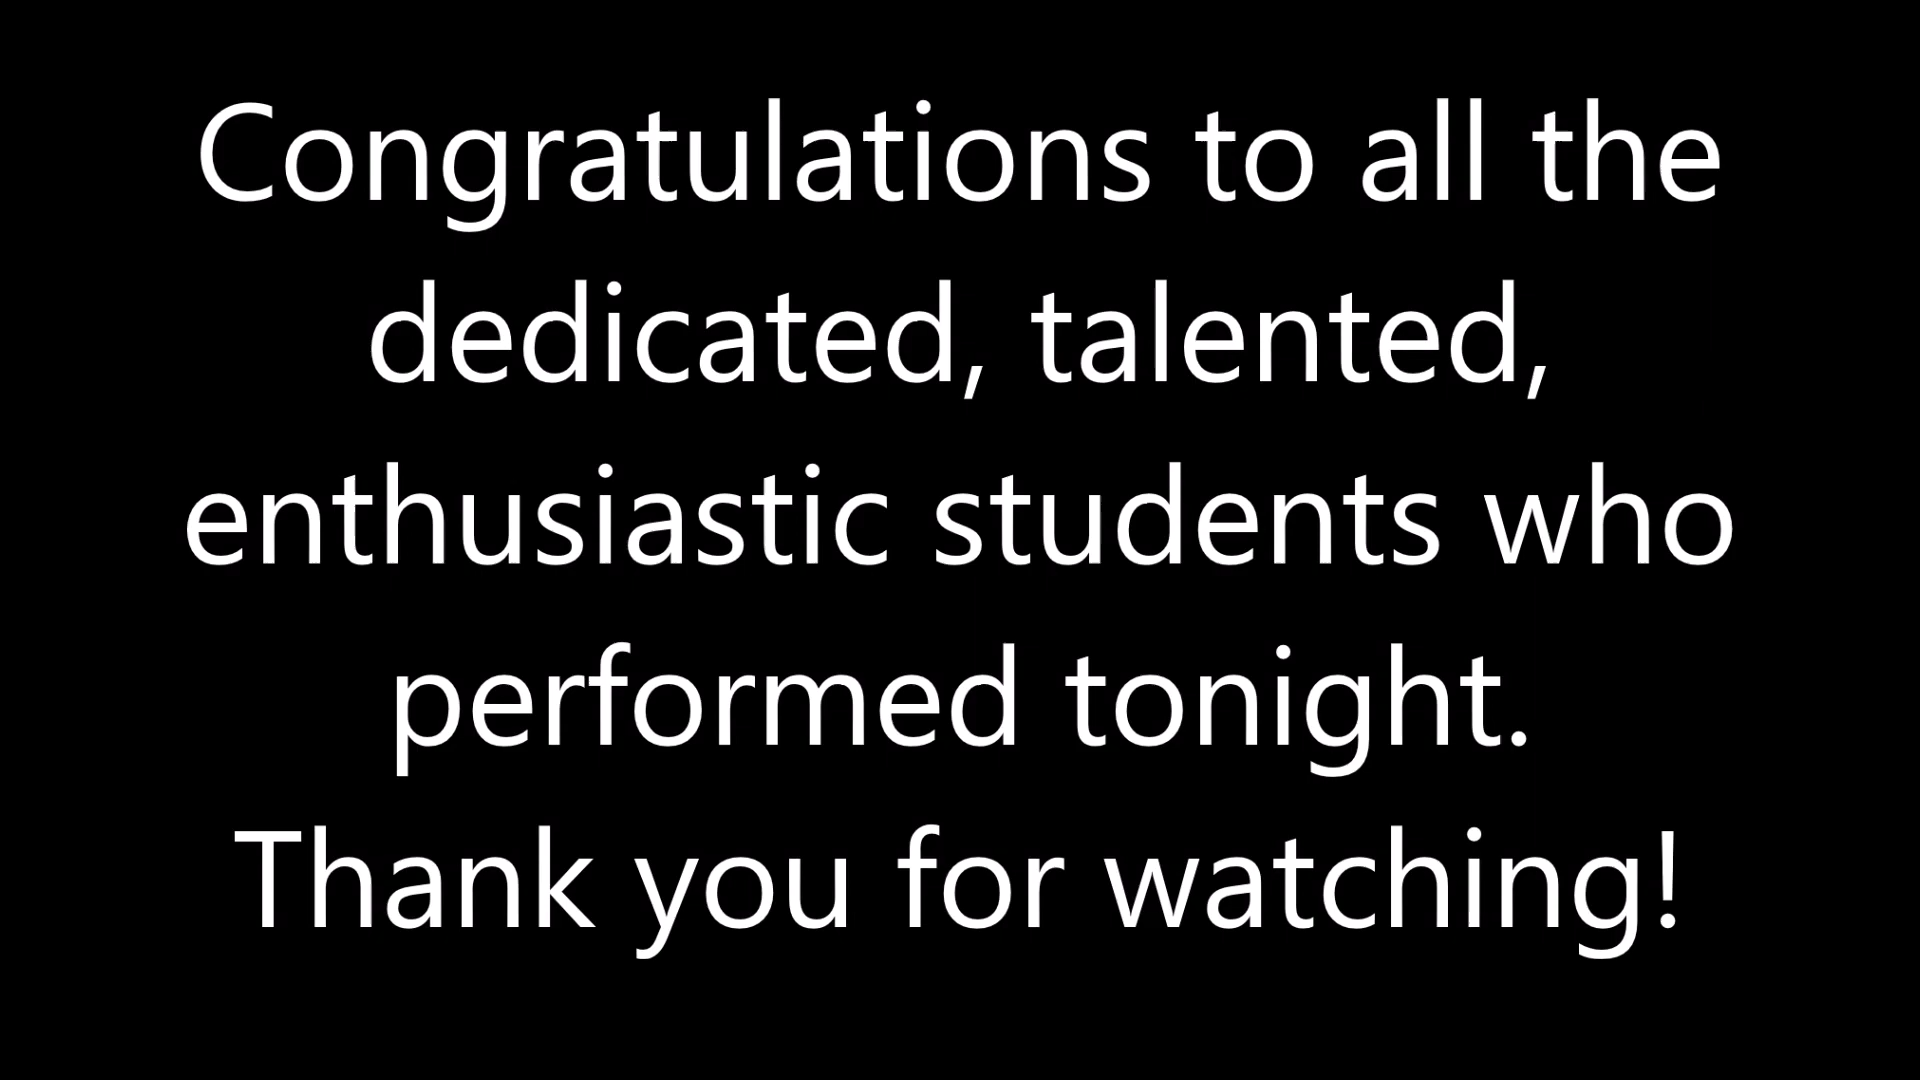 Congratulations to all the
dedicated, talented,
enthusiastic students who
performed tonight.
Thank you for watching!